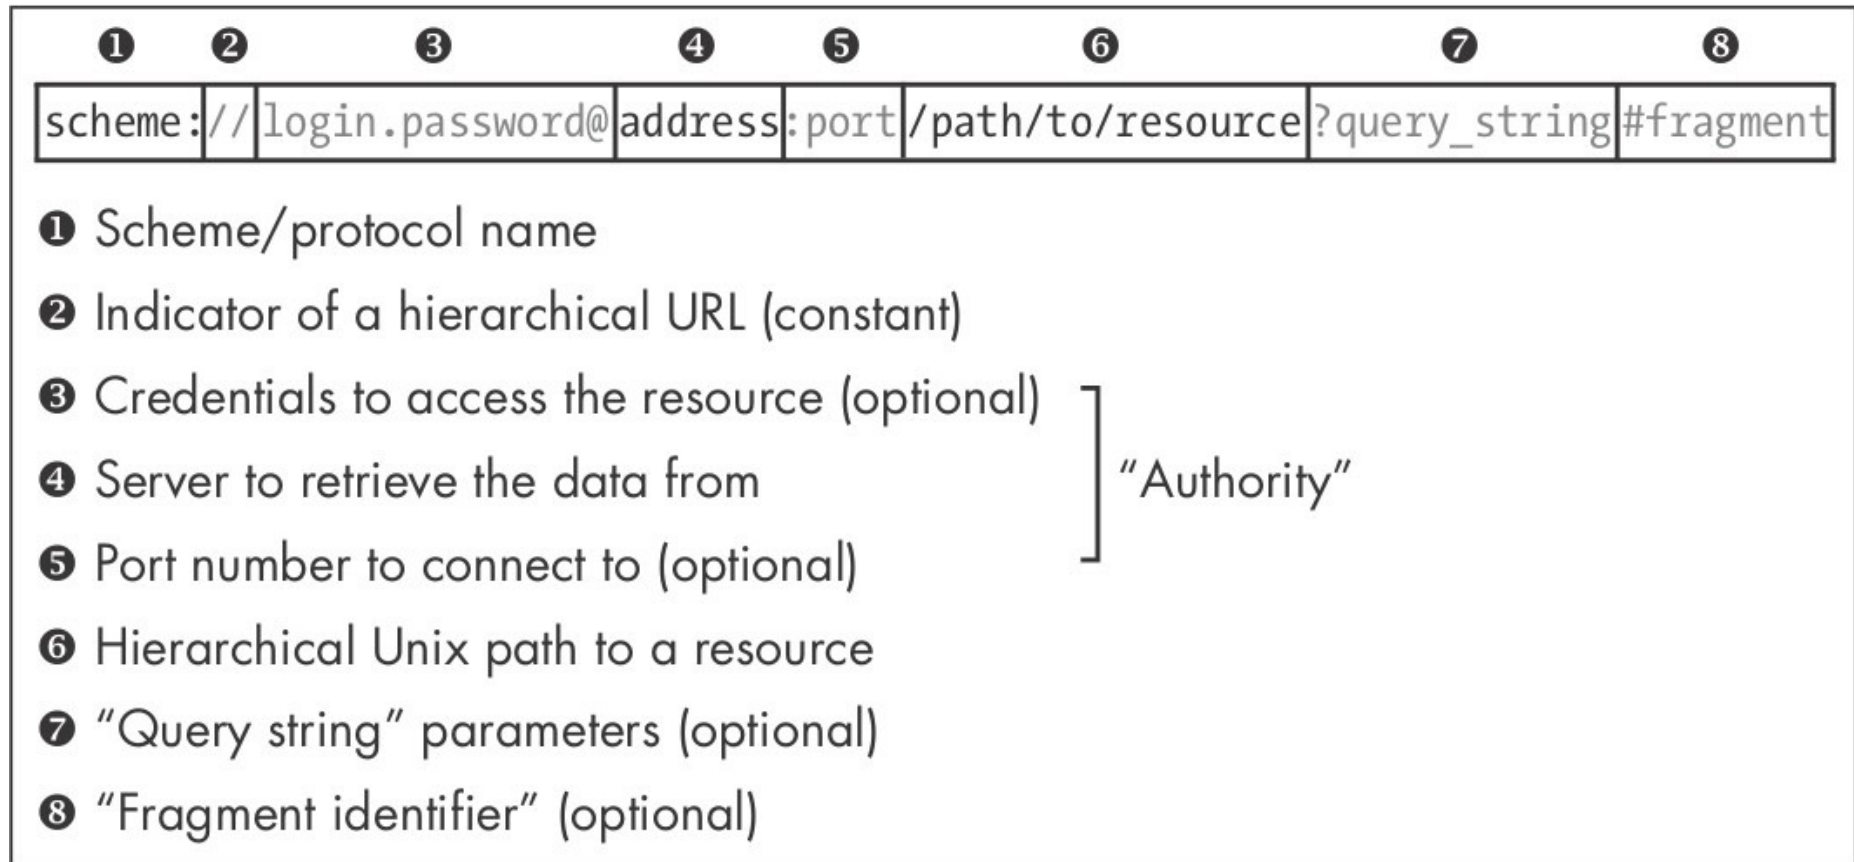 ❶ ❷ ❸ ❹ ❺ ❻ ❼ ❽
scheme://login.password@address:port/path/to/resource?query_string#fragment
❶ Scheme/protocol name
❷ Indicator of a hierarchical URL (constant)
❸ Credentials to access the resource (optional)
❹ Server to retrieve the data from
“Authority”
❺ Port number to connect to (optional)
❻ Hierarchical Unix path to a resource
❼ “Query string” parameters (optional)
❽ “Fragment identifier” (optional)